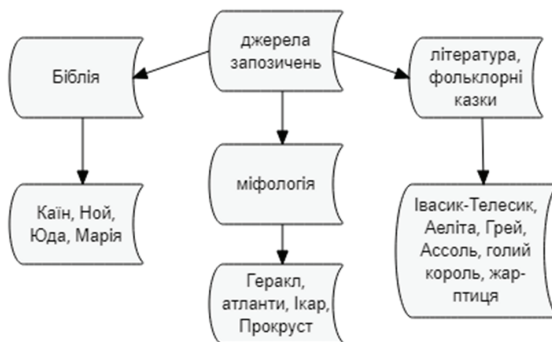 джерела
запозичень
Біблія
література,
фольклорні
казки
міфологія
Каїн, Ной,
Юда, Марія
Івасик-Телесик,
Аеліта, Грей,
Ассоль, голий
король, жар-
птиця
Геракл,
атланти, Ікар,
Прокруст